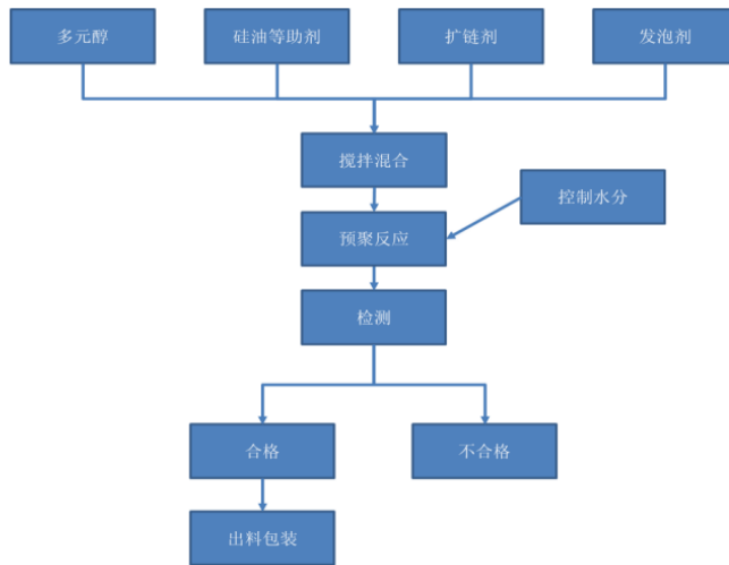 多元醇
硅油等助剂
扩链剂
发泡剂
搅拌混合
控制水分
预聚反应
检测
合格
不合格
出料包装